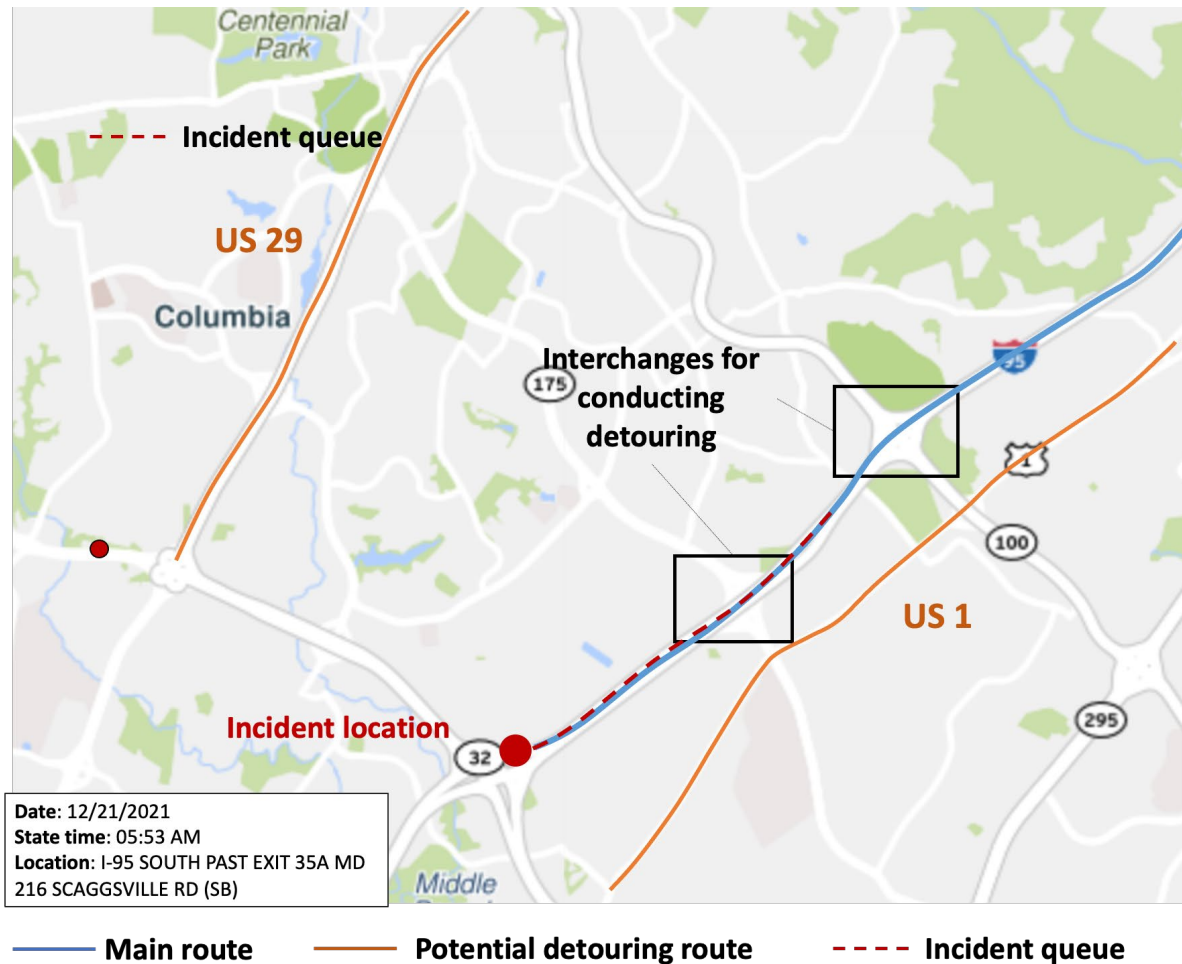 Centennial
Park
Incident queue
US 29
Columbia
Interchanges for
conducting
detouring
175
95
1
100
US 1
Incident location
32
295
Date: 12/21/2021
State time: 05:53 AM
Location: I-95 SOUTH PAST EXIT 35A MD
216 SCAGGSVILLE RD (SB)
Middle
Main route
Potential detouring route
Incident queue